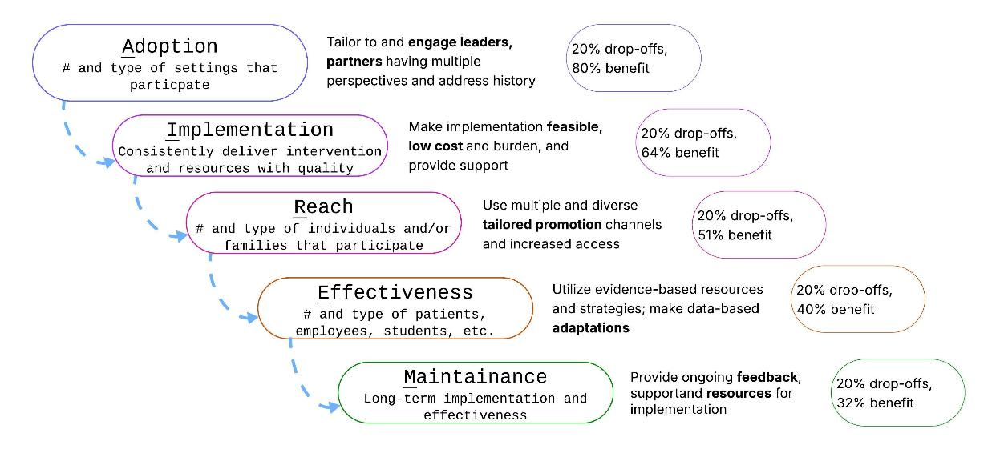 Adoption
# and type of settings that
particpate
Tailor to and engage leaders,
partners having multiple
perspectives and address history
20% drop-offs,
80% benefit
Implementation
Consistently deliver intervention
and resources with quality
Make implementation feasible,
low cost and burden, and
provide support
20% drop-offs,
64% benefit
Reach
# and type of individuals and/or
families that participate
Use multiple and diverse
tailored promotion channels
and increased access
20% drop-offs,
51% benefit
Effectiveness
# and type of patients,
employees, students, etc.
Utilize evidence-based resources
and strategies; make data-based
adaptations
20% drop-offs,
40% benefit
Maintainance
Long-term implementation and
effectiveness
Provide ongoing feedback,
supportand resources for
implementation
20% drop-offs,
32% benefit